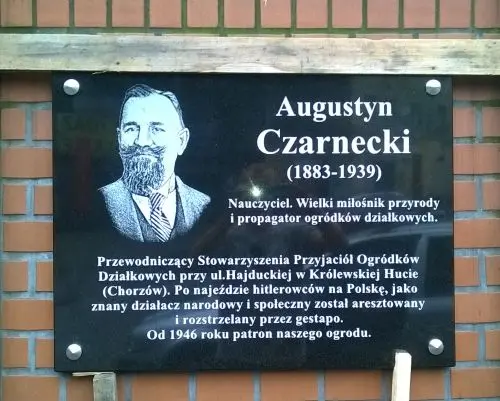 Augustyn
Czarnecki
(1883-1939)
Nauczyciel. Wielki miłośnik przyrody
i propagator ogródków działkowych.
Przewodniczący Stowarzyszenia Przyjaciół Ogródków
Działkowych przy ul.Hajduckiej w Królewskiej Hucie
(Chorzów). Po najeździe hitlerowców na Polskę, jako
znany działacz narodowy i społeczny został aresztowany
i rozstrzelany przez gestapo.
Od 1946 roku patron naszego ogrodu.